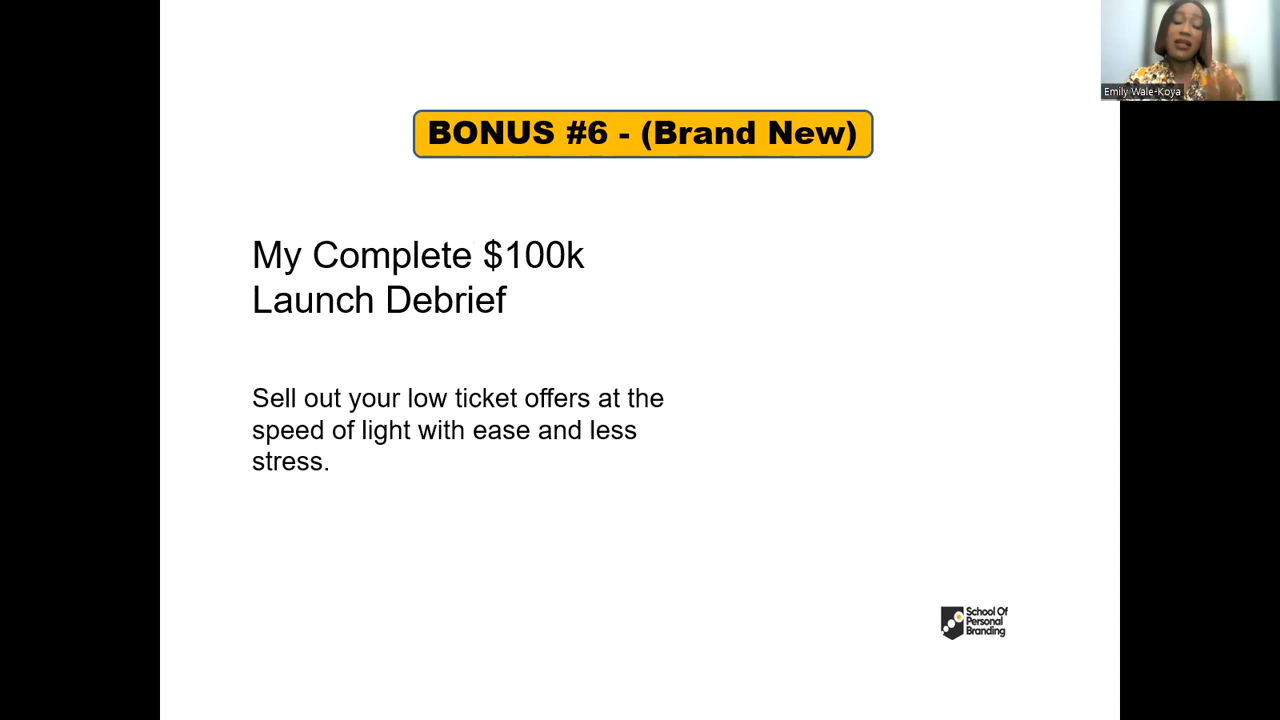 Emily Wale-Koya
BONUS #6 - (Brand New)
My Complete $100k
Launch Debrief
Sell out your low ticket offers at the
speed of light with ease and less
stress.
School Of
Personal
Branding